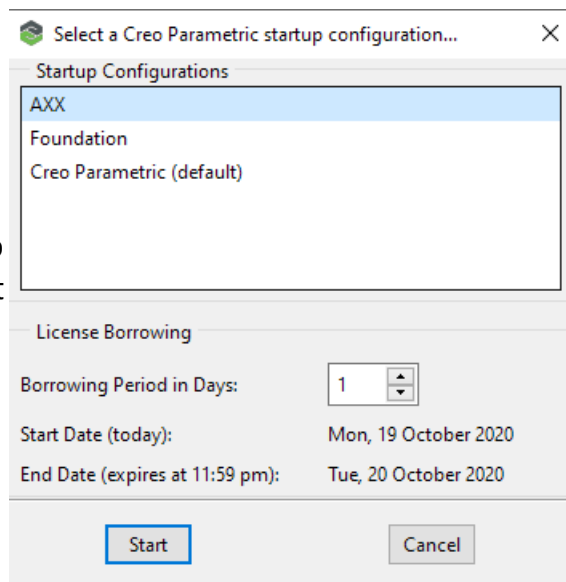 Select a Creo Parametric startup configuration...
Startup Configurations
AXX
Foundation
Creo Parametric (default)
License Borrowing
Borrowing Period in Days: 1
Start Date (today): Mon, 19 October 2020
End Date (expires at 11:59 pm): Tue, 20 October 2020
Start Cancel